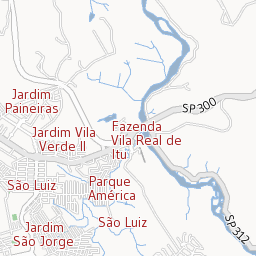 SP 300
Jardim
Paineiras
Fazenda
Vila Real de
Itu
Jardim Vila
Verde II
São Luiz
Parque
América
São Luiz
Jardim
São Jorge
SP 312